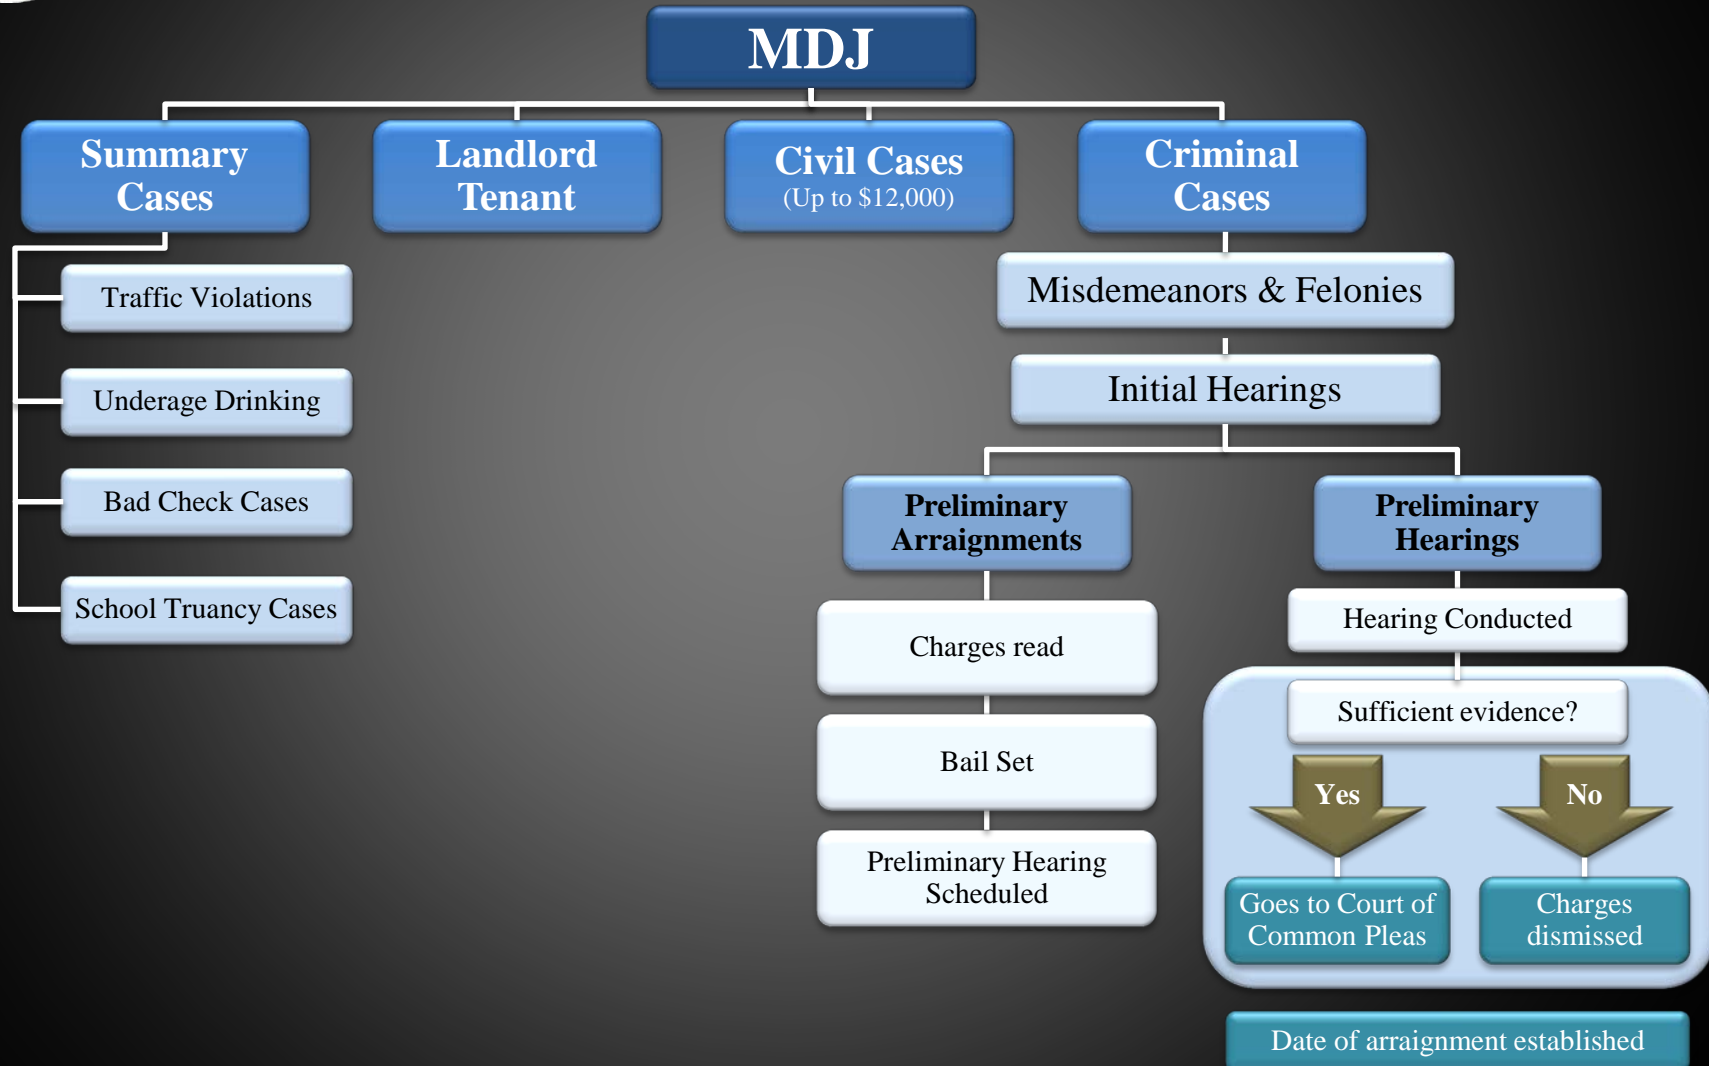 MDJ
Summary
Cases
Landlord
Tenant
Civil Cases
(Up to $12,000)
Criminal
Cases
Traffic Violations
Underage Drinking
Bad Check Cases
School Truancy Cases
Misdemeanors & Felonies
Initial Hearings
Preliminary
Arraignments
Charges read
Bail Set
Preliminary Hearing
Scheduled
Preliminary
Hearings
Hearing Conducted
Sufficient evidence?
Yes
No
Goes to Court of
Common Pleas
Charges
dismissed
Date of arraignment established